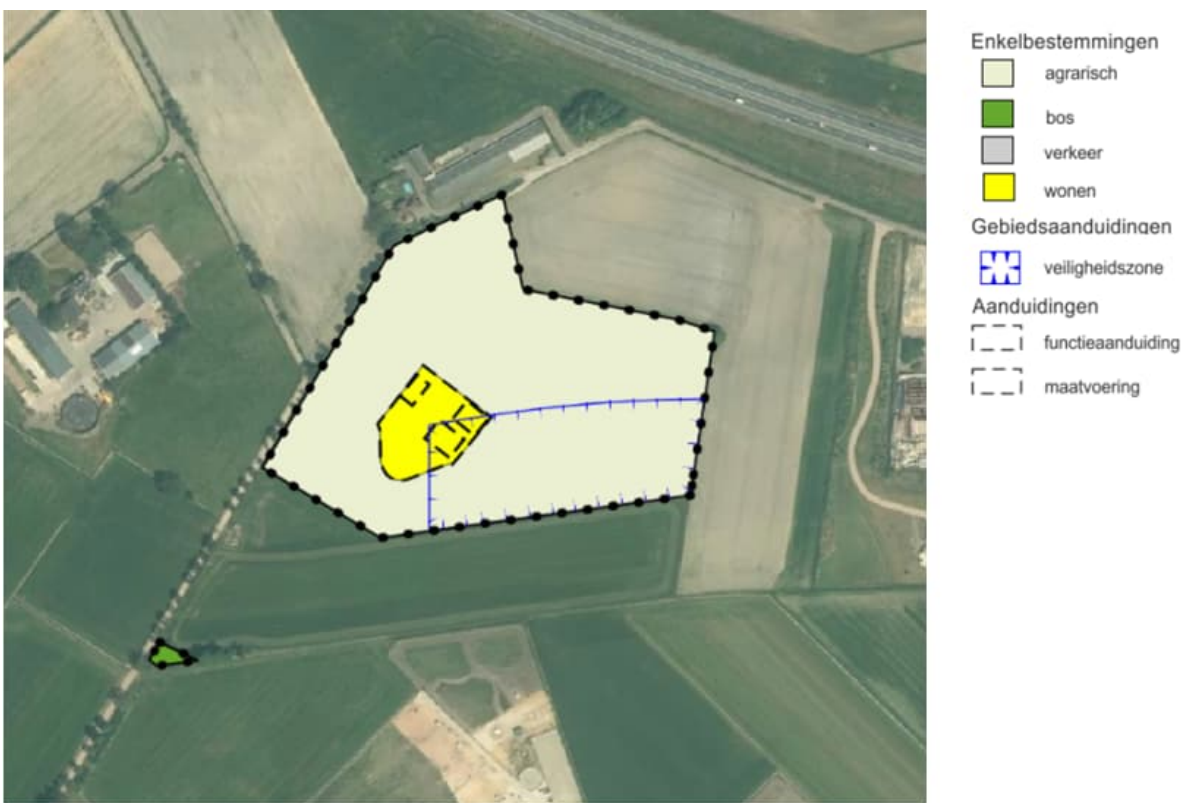 Enkelbestemmingen
agrarisch
bos
verkeer
wonen
Gebiedsaanduidingen
veiligheidszone
Aanduidingen
functieaanduiding
maatvoering